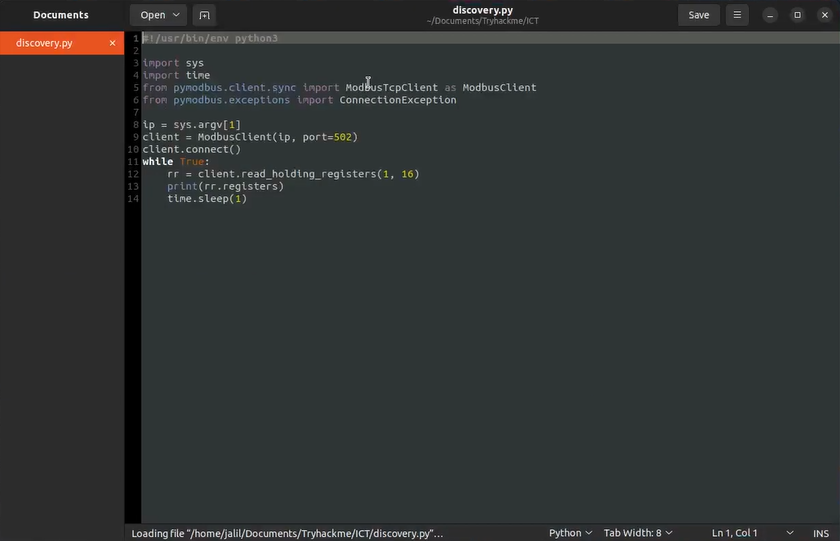 Documents
Open
discovery.py
~/Documents/Tryhackme/ICT
Save
discovery.py
1 #!/usr/bin/env python3
2
3 import sys
4 import time
5 from pymodbus.client.sync import ModbusTcpClient as ModbusClient
6 from pymodbus.exceptions import ConnectionException
7
8 ip = sys.argv[1]
9 client = ModbusClient(ip, port=502)
10 client.connect()
11 while True:
12     rr = client.read_holding_registers(1, 16)
13     print(rr.registers)
14     time.sleep(1)
Loading file "/home/jalil/Documents/Tryhackme/ICT/discovery.py"… Python Tab Width: 8 Ln 1, Col 1 INS